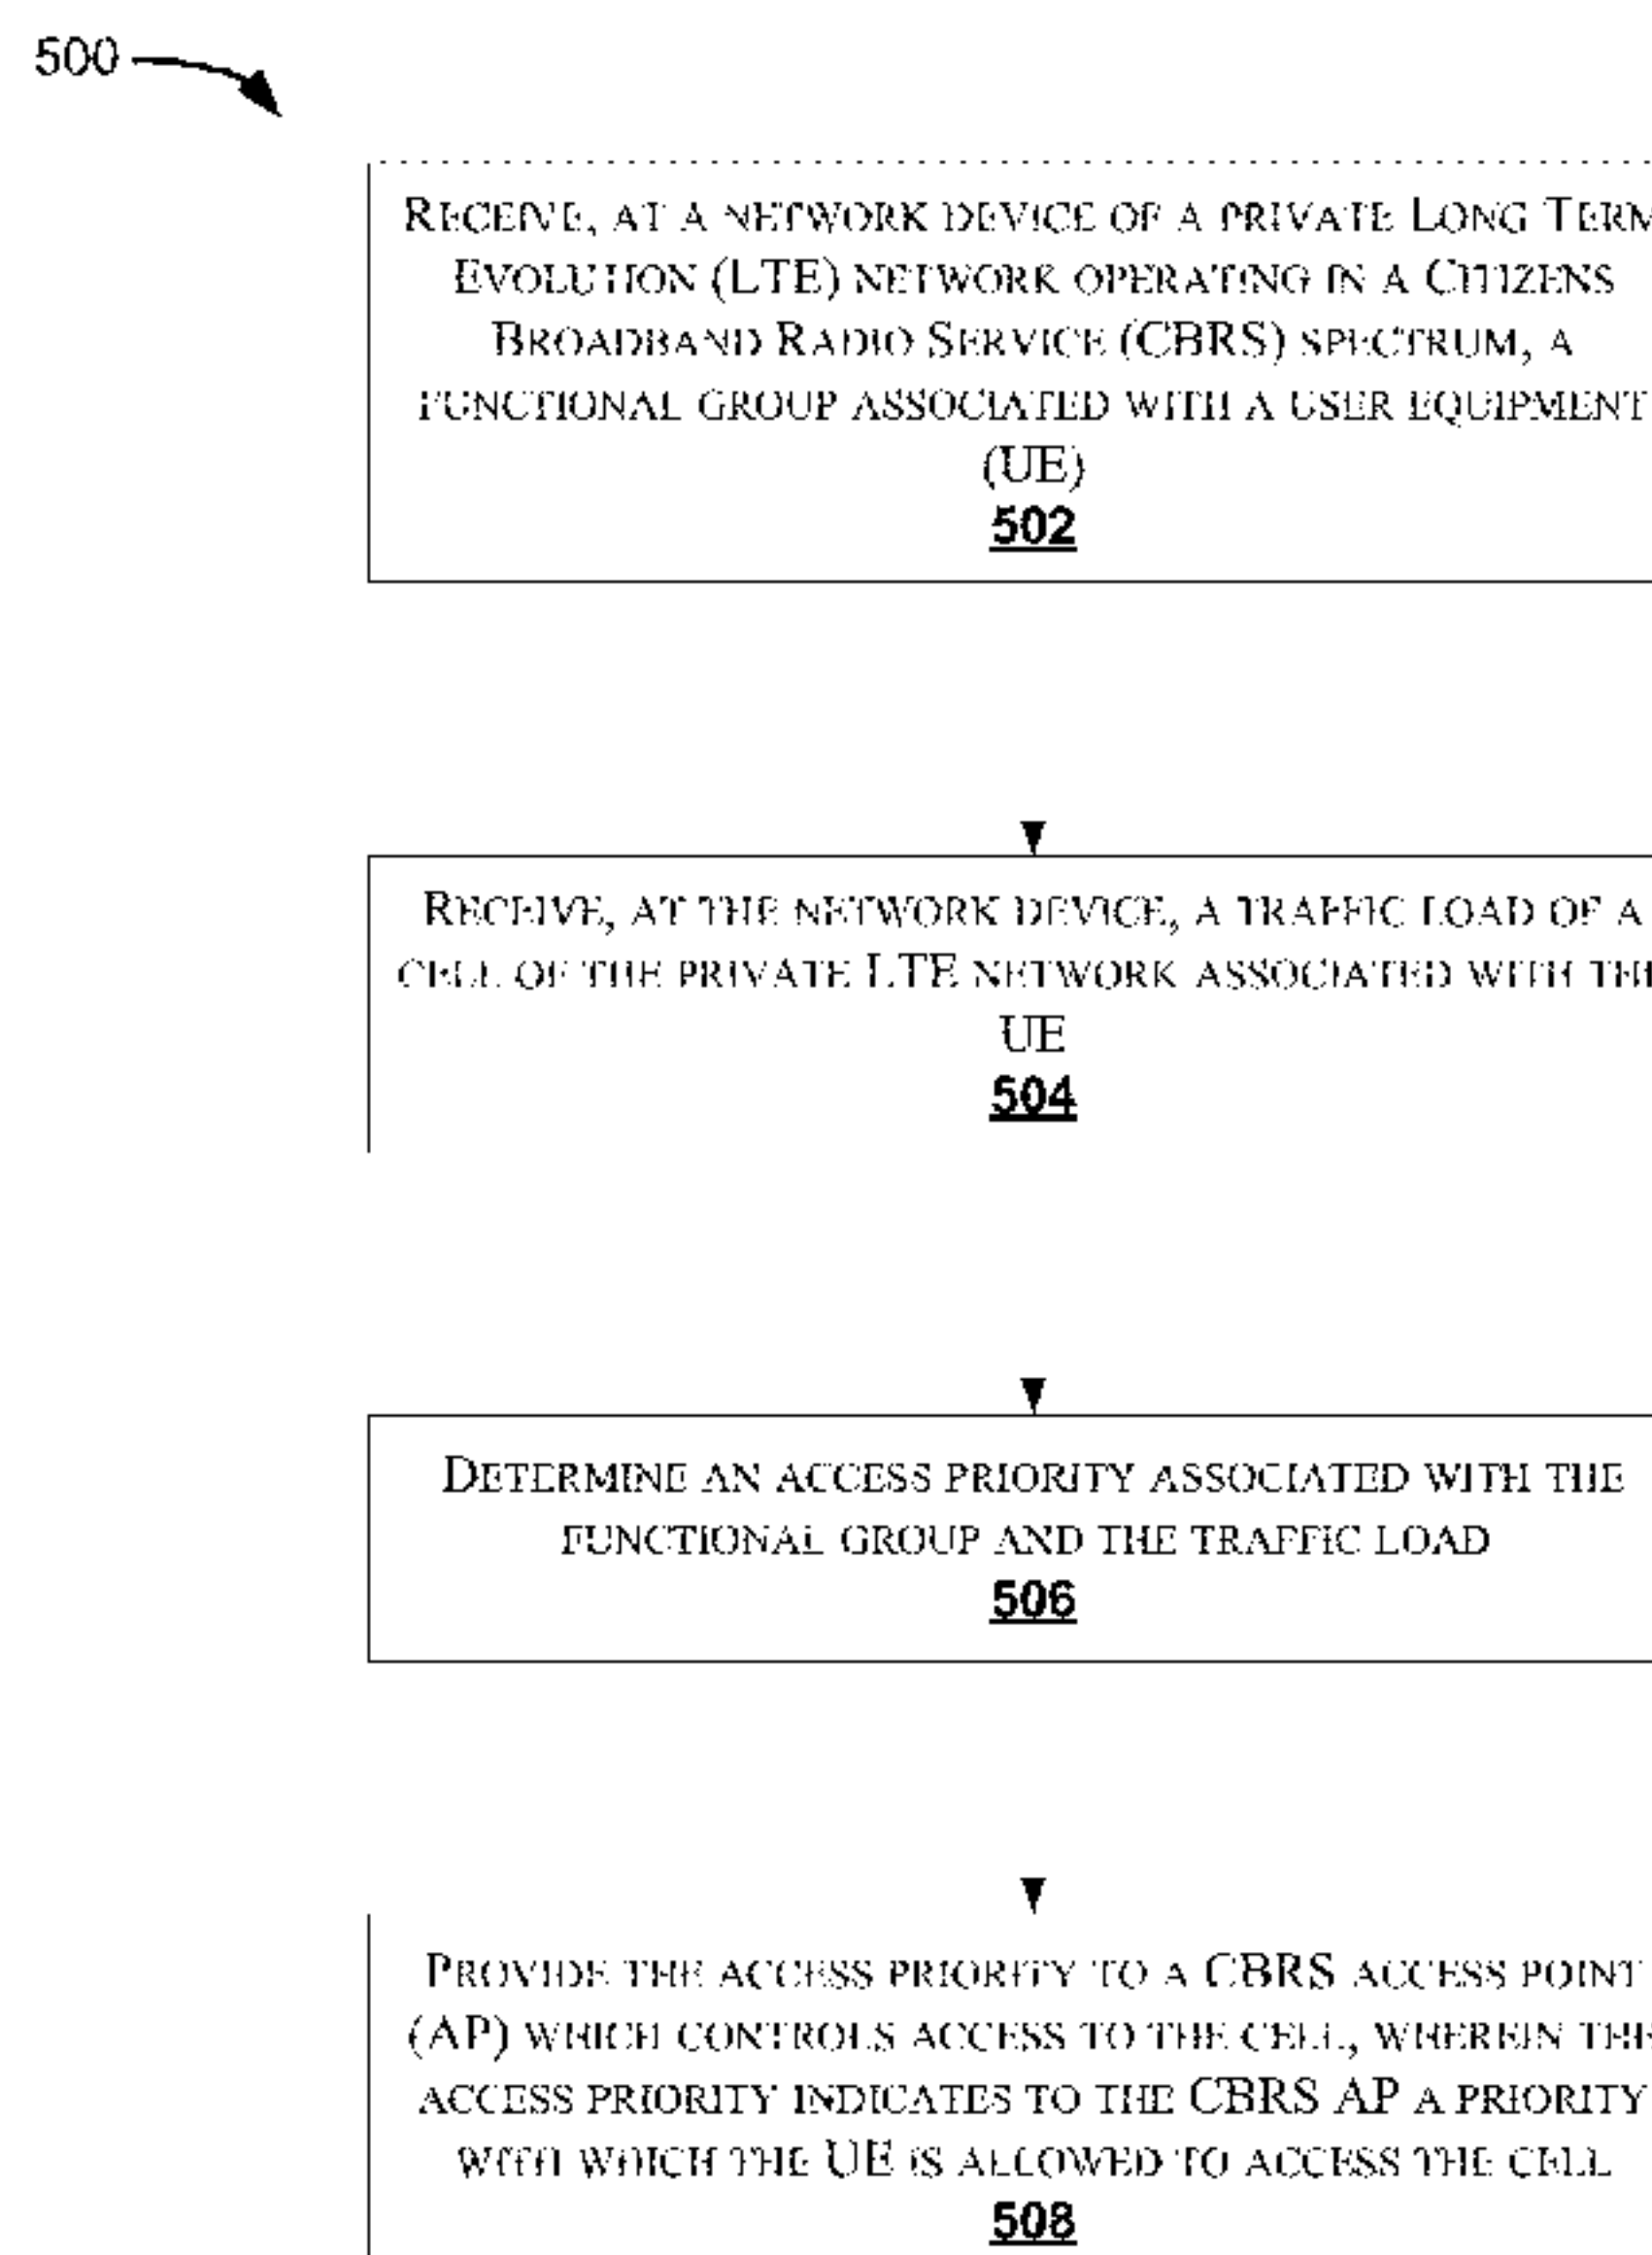 500
RECEIVE, AT A NETWORK DEVICE OF A PRIVATE LONG TERM
EVOLUTION (LTE) NETWORK OPERATING IN A CITIZENS
BROADBAND RADIO SERVICE (CBRS) SPECTRUM, A
FUNCTIONAL GROUP ASSOCIATED WITH A USER EQUIPMENT
(UE)
502
RECEIVE, AT THE NETWORK DEVICE, A TRAFFIC LOAD OF A
CELL OF THE PRIVATE LTE NETWORK ASSOCIATED WITH THE
UE
504
DETERMINE AN ACCESS PRIORITY ASSOCIATED WITH THE
FUNCTIONAL GROUP AND THE TRAFFIC LOAD
506
PROVIDE THE ACCESS PRIORITY TO A CBRS ACCESS POINT
(AP) WHICH CONTROLS ACCESS TO THE CELL, WHEREIN THE
ACCESS PRIORITY INDICATES TO THE CBRS AP A PRIORITY
WITH WHICH THE UE IS ALLOWED TO ACCESS THE CELL
508